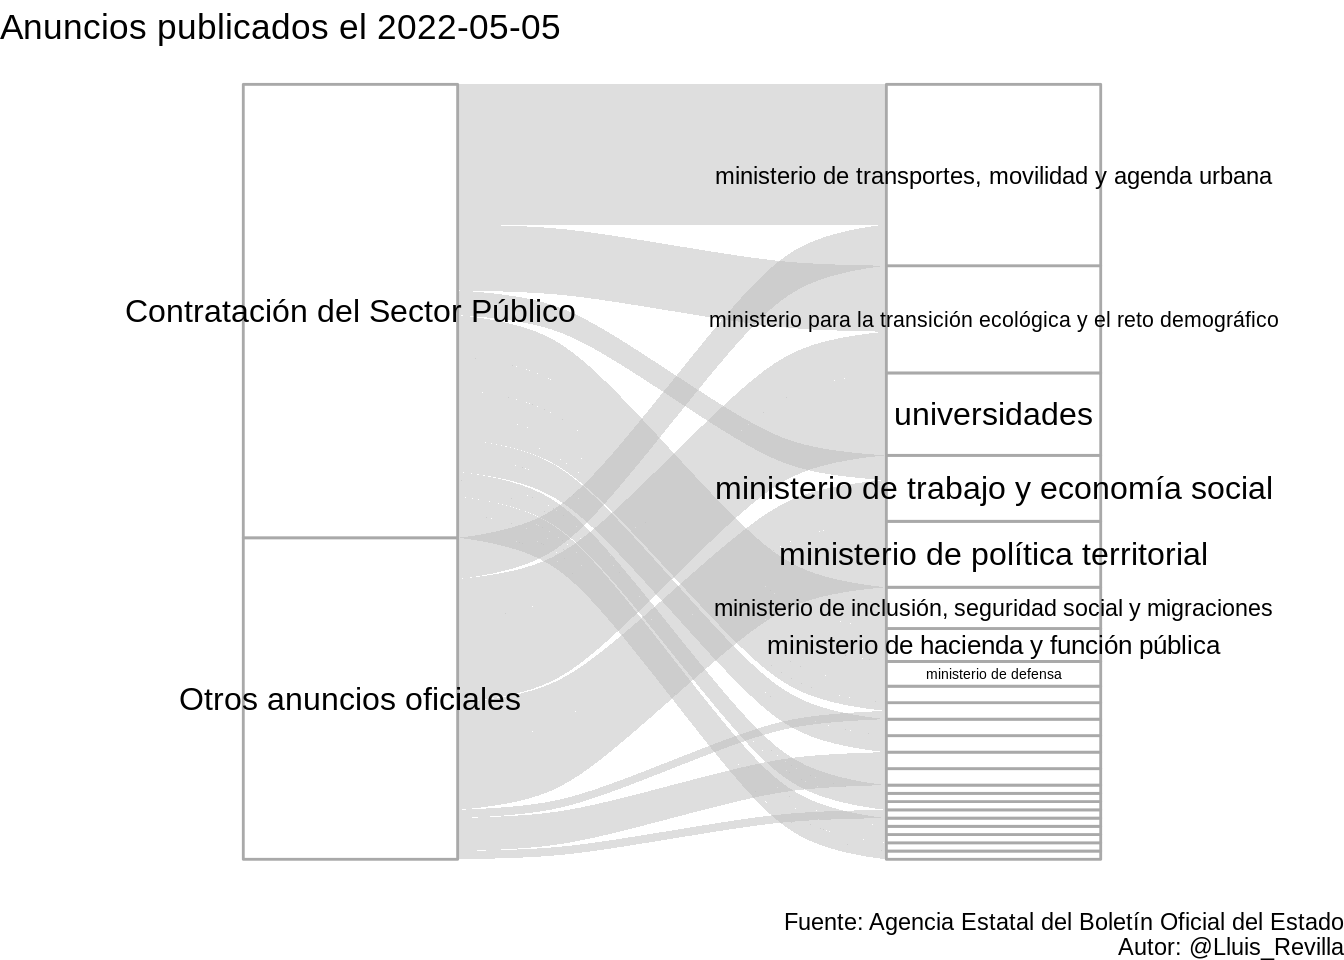 Anuncios publicados el 2022-05-05
ministerio de transportes, movilidad y agenda urbana
Contratación del Sector Público
ministerio para la transición ecológica y el reto demográfico
universidades
ministerio de trabajo y economía social
ministerio de política territorial
ministerio de inclusión, seguridad social y migraciones
ministerio de hacienda y función pública
ministerio de defensa
Otros anuncios oficiales
Fuente: Agencia Estatal del Boletín Oficial del Estado
Autor: @Lluis_Revilla